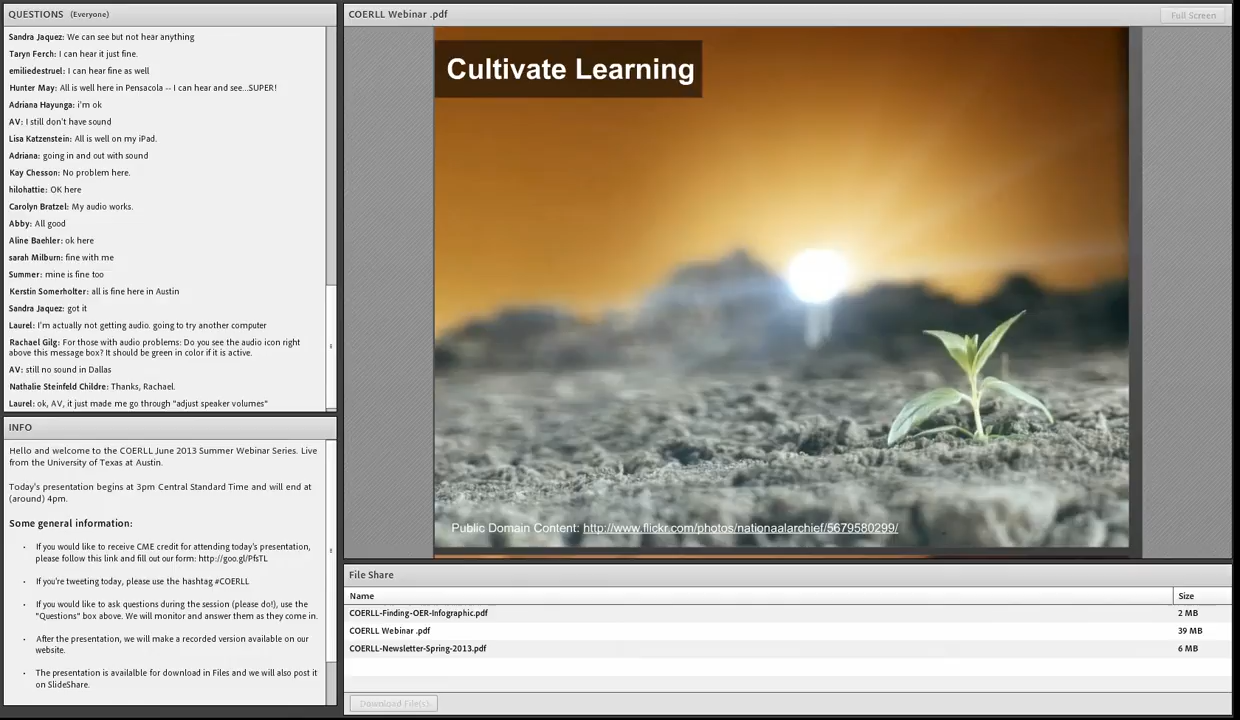 QUESTIONS (Everyone)
Sandra Jaquez: We can see but not hear anything
Taryn Ferch: I can hear it just fine.
emiliedestruel: I can hear fine as well
Hunter May: All is well here in Pensacola -- I can hear and see...SUPER!
Adriana Hayunga: i'm ok
AV: I still don't have sound
Lisa Katzenstein: All is well on my iPad.
Adriana: going in and out with sound
Kay Chesson: No problem here.
hilohattie: OK here
Carolyn Bratzel: My audio works.
Abby: All good
Aline Baehler: ok here
sarah Milburn: fine with me
Summer: mine is fine too
Kerstin Somerholter: all is fine here in Austin
Sandra Jaquez: got it
Laurel: I'm actually not getting audio. going to try another computer
Rachael Gilg: For those with audio problems: Do you see the audio icon right
above this message box? It should be green in color if it is active.
AV: still no sound in Dallas
Nathalie Steinfeld Childre: Thanks, Rachael.
Laurel: ok, AV, it just made me go through "adjust speaker volumes"
INFO
Hello and welcome to the COERLL June 2013 Summer Webinar Series. Live
from the University of Texas at Austin.
Today's presentation begins at 3pm Central Standard Time and will end at
(around) 4pm.
Some general information:
• If you would like to receive CME credit for attending today's presentation,
please follow this link and fill out our form: http://goo.gl/PfsTL
• If you're tweeting today, please use the hashtag #COERLL
• If you would like to ask questions during the session (please do!), use the
"Questions" box above. We will monitor and answer them as they come in.
• After the presentation, we will make a recorded version available on our
website.
• The presentation is availalble for download in Files and we will also post it
on SlideShare.
COERLL Webinar .pdf
Full Screen
Cultivate Learning
Public Domain Content: http://www.flickr.com/photos/nationaalarchief/5679580299/
File Share
Name Size
COERLL-Finding-OER-Infographic.pdf 2 MB
COERLL Webinar .pdf 39 MB
COERLL-Newsletter-Spring-2013.pdf 6 MB
Download File(s)